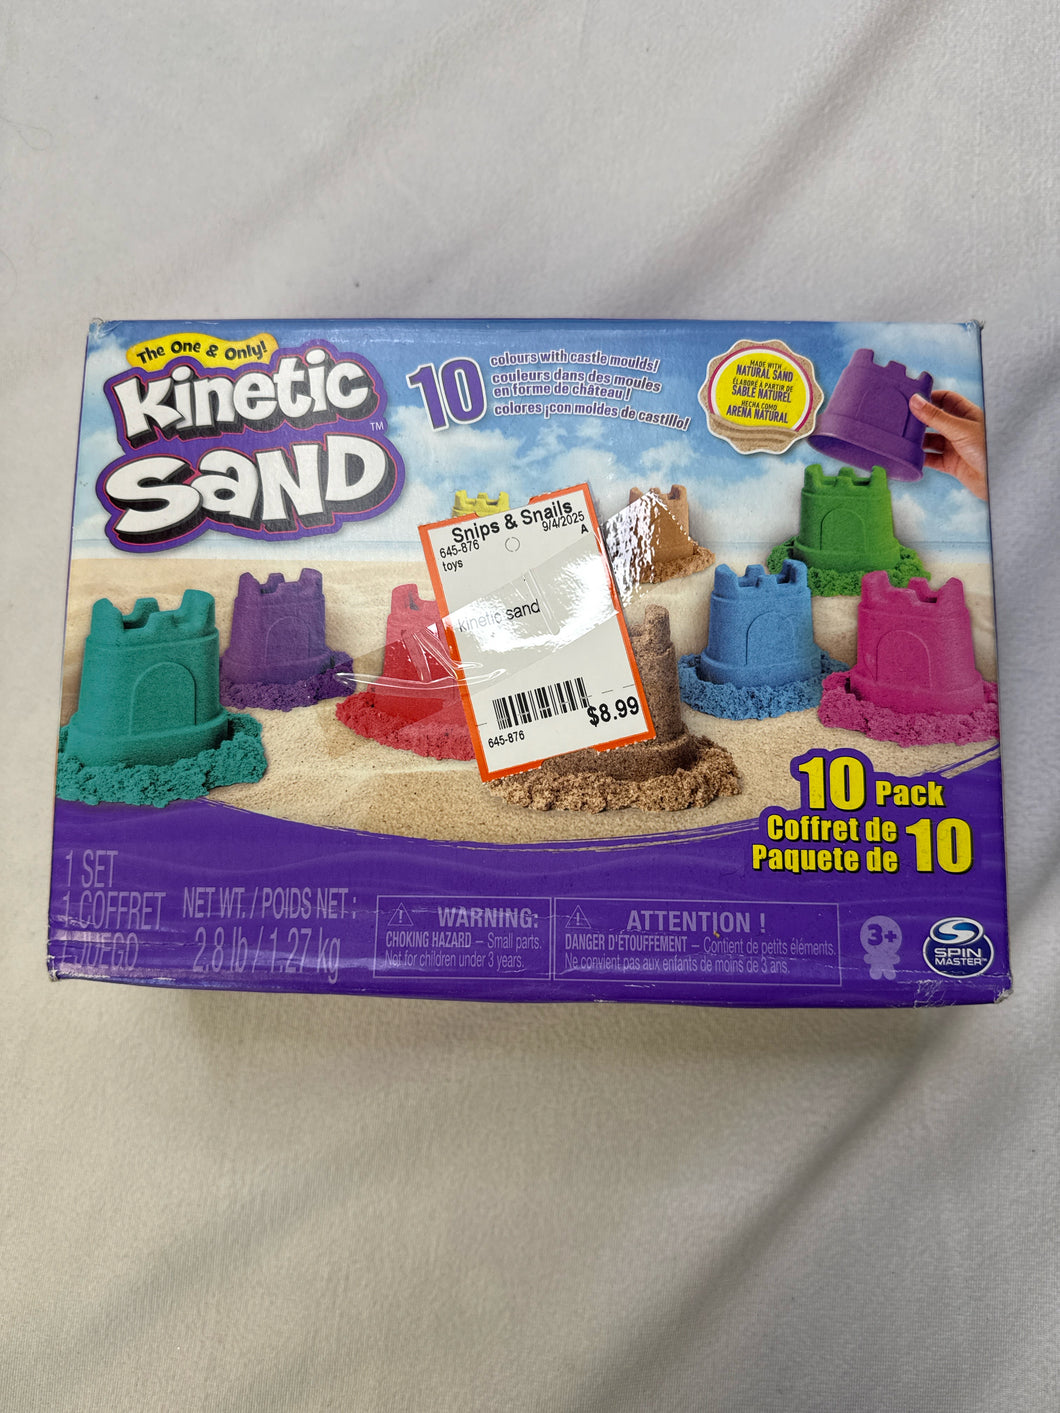 The One & Only!
Kinetic
SAND™
10
colours with castle moulds!
couleurs dans des moules
en forme de château !
colores ¡con moldes de castillo!
MADE WITH
NATURAL SAND
ÉLABORÉ À PARTIR DE
SABLE NATUREL
HECHA COMO
ARENA NATURAL
Snips & Snails
645-876
9/4/2025
toys
A
kinetic sand
$8.99
645-876
10 Pack
Coffret de 10
Paquete de
1 SET
1 COFFRET
1 JUEGO
NET WT. / POIDS NET :
2.8 lb / 1.27 kg
WARNING:
CHOKING HAZARD – Small parts.
Not for children under 3 years.
ATTENTION !
DANGER D'ÉTOUFFEMENT – Contient de petits éléments.
Ne convient pas aux enfants de moins de 3 ans.
3+
SPIN
MASTER™